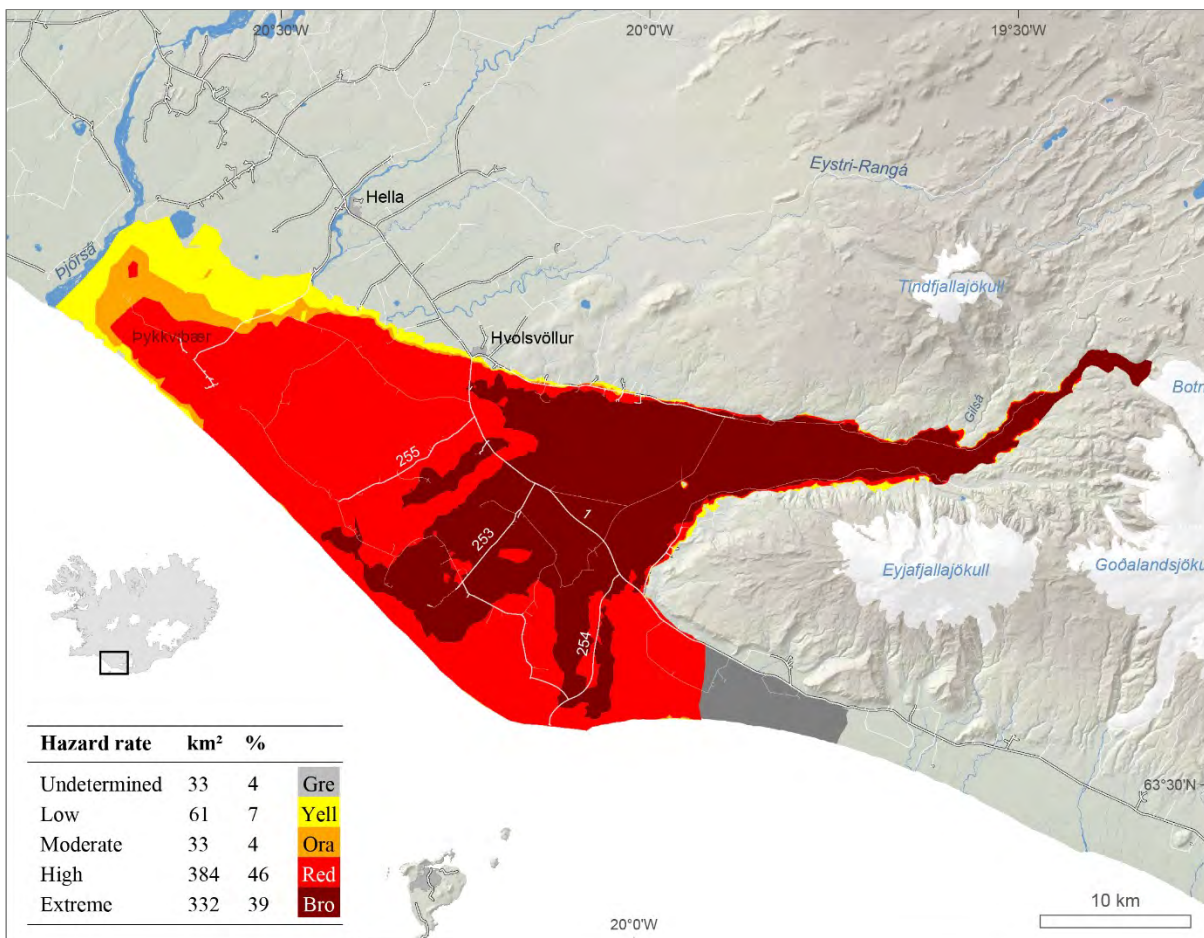 20°30'W
20°0'W
19°30'W
Eystri-Rangá
Hella
Þjórsá
Tindfjallajökull
Þykkvibær
Hvolsvöllur
Botn
Gilsá
255
1
253
Eyjafjallajökull
Goðalandsjöku
254
Hazard rate km² %
Undetermined 33 4 Gre
Low 61 7 Yell
Moderate 33 4 Ora
High 384 46 Red
Extreme 332 39 Bro
63°30'N
10 km
20°0'W